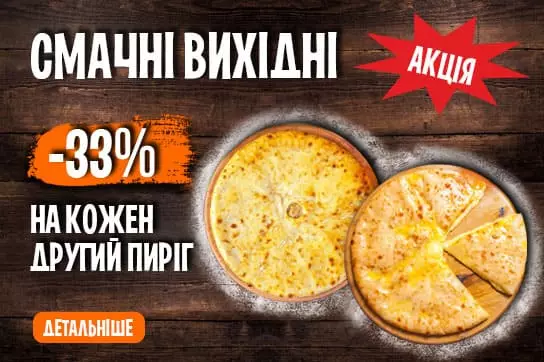 СМАЧНІ ВИХІДНІ
АКЦІЯ
-33%
НА КОЖЕН
ДРУГИЙ ПИРІГ
ДЕТАЛЬНІШЕ